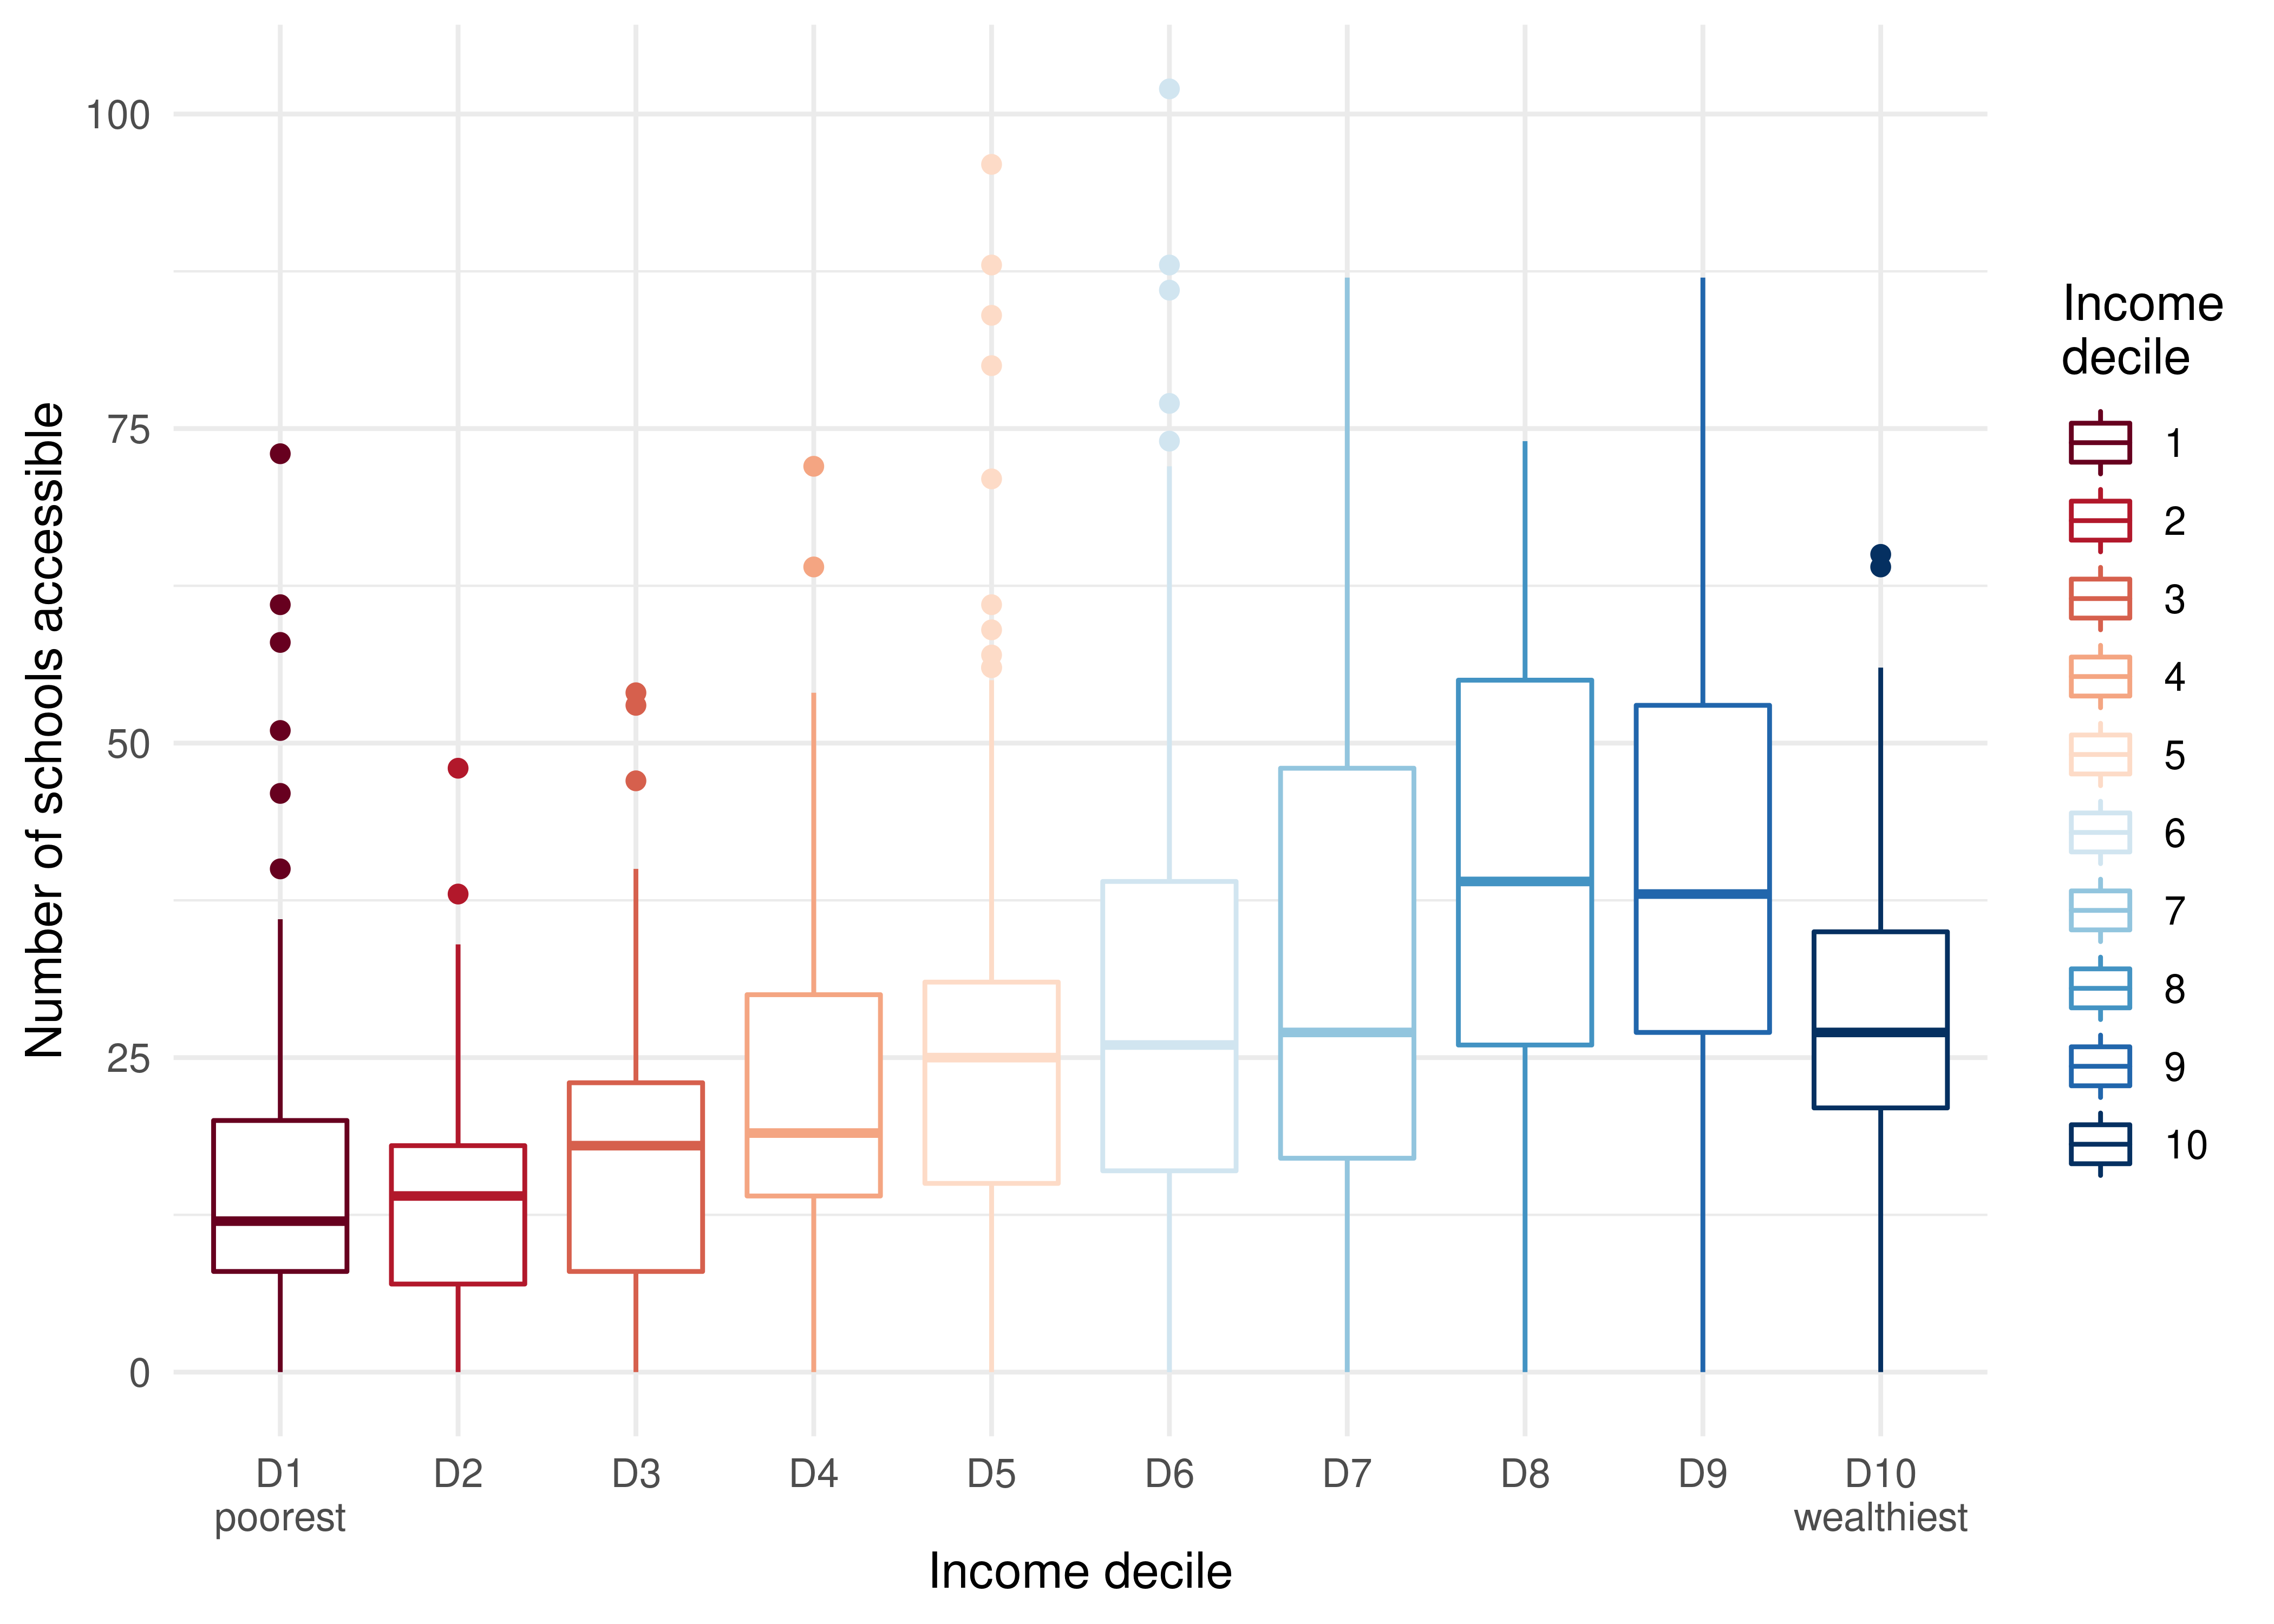 Number of schools accessible
100
75
50
25
0
D1
poorest
D2
D3
D4
D5
D6
D7
D8
D9
D10
wealthiest
Income decile
Income
decile
1
2
3
4
5
6
7
8
9
10